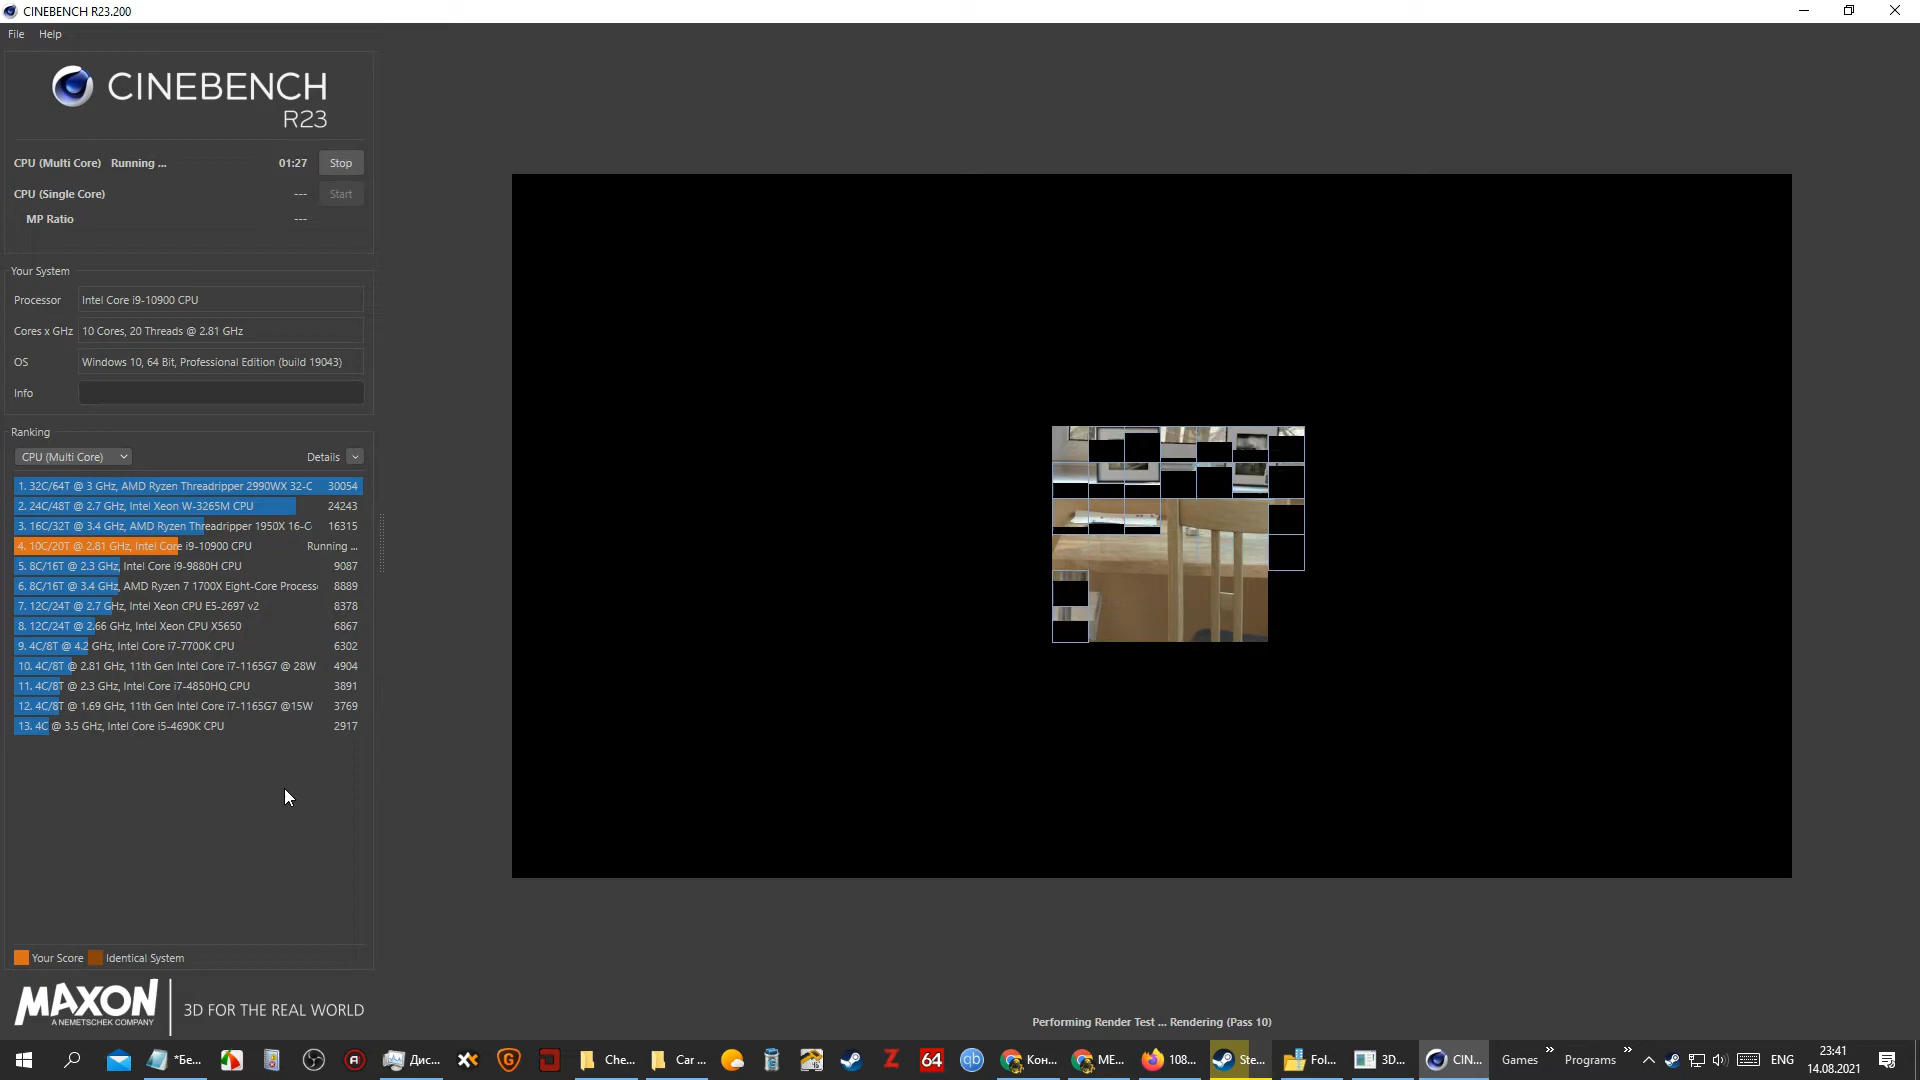 CINEBENCH R23.200
File Help
CINEBENCH
R23
CPU (Multi Core) Running ... 01:27 Stop
CPU (Single Core) --- Start
MP Ratio ---
Your System
Processor Intel Core i9-10900 CPU
Cores x GHz 10 Cores, 20 Threads @ 2.81 GHz
OS Windows 10, 64 Bit, Professional Edition (build 19043)
Info
Ranking
CPU (Multi Core) Details
1. 32C/64T @ 3 GHz, AMD Ryzen Threadripper 2990WX 32-C 30054
2. 24C/48T @ 2.7 GHz, Intel Xeon W-3265M CPU 24243
3. 16C/32T @ 3.4 GHz, AMD Ryzen Threadripper 1950X 16-C 16315
4. 10C/20T @ 2.81 GHz, Intel Core i9-10900 CPU Running ...
5. 8C/16T @ 2.3 GHz, Intel Core i9-9880H CPU 9087
6. 8C/16T @ 3.4 GHz, AMD Ryzen 7 1700X Eight-Core Process 8889
7. 12C/24T @ 2.7 GHz, Intel Xeon CPU E5-2697 v2 8378
8. 12C/24T @ 2.66 GHz, Intel Xeon CPU X5650 6867
9. 4C/8T @ 4.2 GHz, Intel Core i7-7700K CPU 6302
10. 4C/8T @ 2.81 GHz, 11th Gen Intel Core i7-1165G7 @ 28W 4904
11. 4C/8T @ 2.3 GHz, Intel Core i7-4850HQ CPU 3891
12. 4C/8T @ 1.69 GHz, 11th Gen Intel Core i7-1165G7 @15W 3769
13. 4C @ 3.5 GHz, Intel Core i5-4690K CPU 2917
Your Score Identical System
MAXON
A NEMETSCHEK COMPANY
3D FOR THE REAL WORLD
Performing Render Test ... Rendering (Pass 10)
*Бе... Дис... Che... Car ... 64 qb Кон... ME... 108... Ste... Fol... 3D... CIN... Games Programs ENG 23:41
14.08.2021